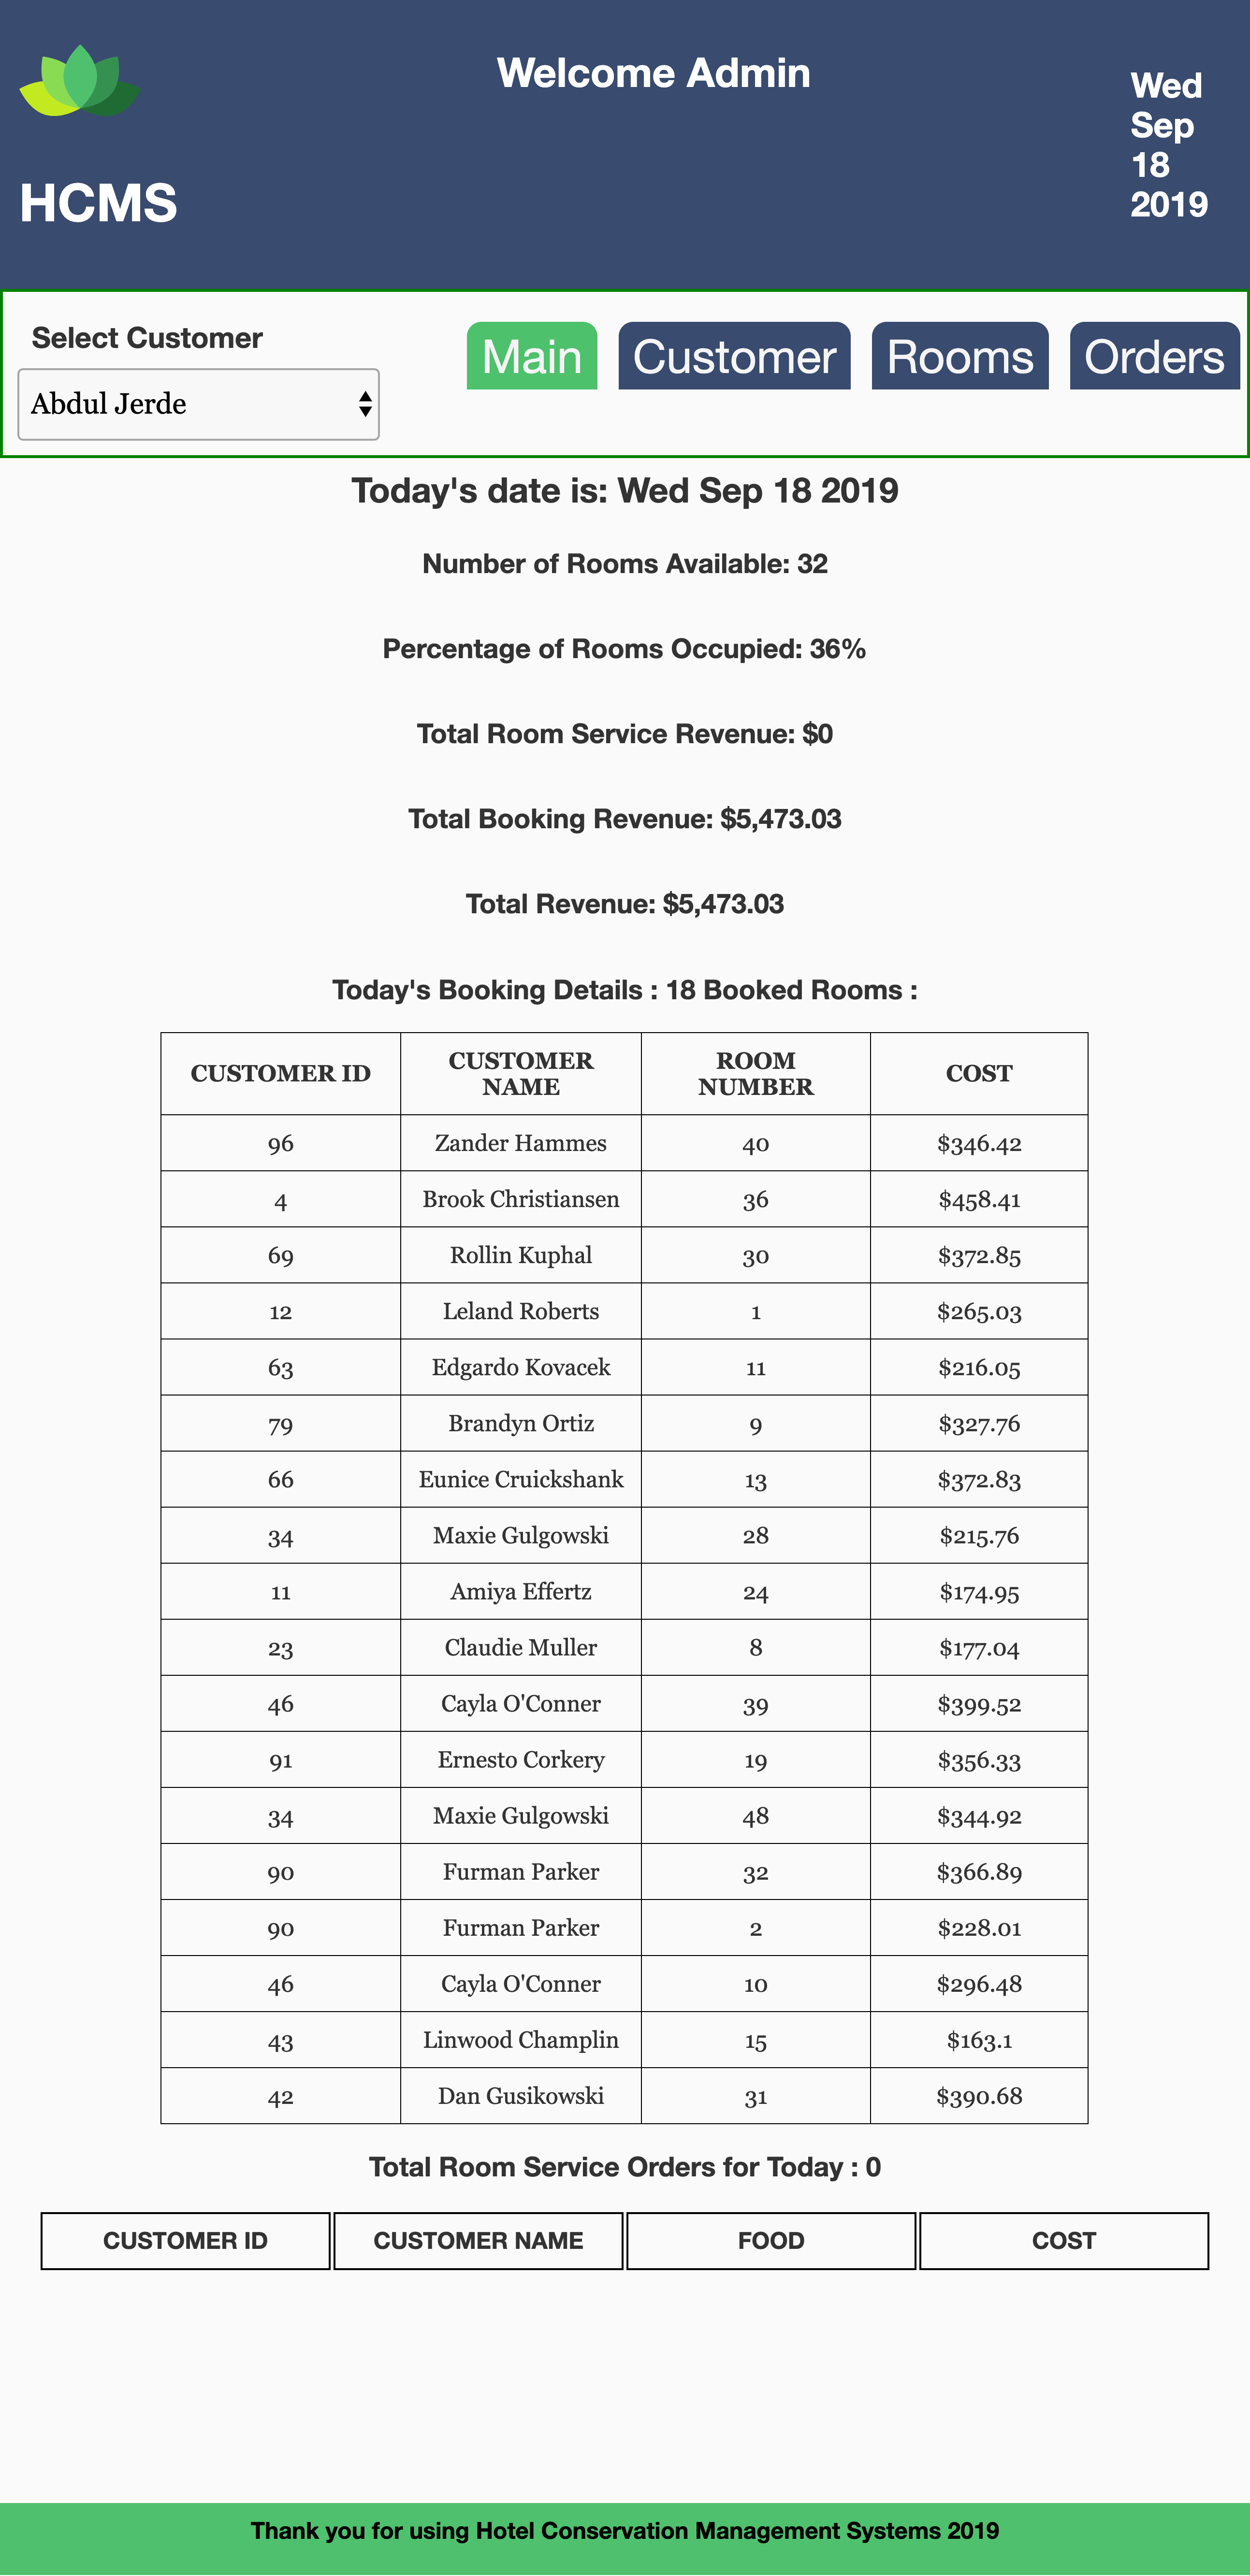 Welcome Admin
Wed
Sep
18
2019
HCMS
Select Customer
Abdul Jerde
Main Customer Rooms Orders
Today's date is: Wed Sep 18 2019
Number of Rooms Available: 32
Percentage of Rooms Occupied: 36%
Total Room Service Revenue: $0
Total Booking Revenue: $5,473.03
Total Revenue: $5,473.03
Today's Booking Details : 18 Booked Rooms :
CUSTOMER ID CUSTOMER NAME ROOM NUMBER COST
96 Zander Hammes 40 $346.42
4 Brook Christiansen 36 $458.41
69 Rollin Kuphal 30 $372.85
12 Leland Roberts 1 $265.03
63 Edgardo Kovacek 11 $216.05
79 Brandyn Ortiz 9 $327.76
66 Eunice Cruickshank 13 $372.83
34 Maxie Gulgowski 28 $215.76
11 Amiya Effertz 24 $174.95
23 Claudie Muller 8 $177.04
46 Cayla O'Conner 39 $399.52
91 Ernesto Corkery 19 $356.33
34 Maxie Gulgowski 48 $344.92
90 Furman Parker 32 $366.89
90 Furman Parker 2 $228.01
46 Cayla O'Conner 10 $296.48
43 Linwood Champlin 15 $163.1
42 Dan Gusikowski 31 $390.68
Total Room Service Orders for Today : 0
CUSTOMER ID CUSTOMER NAME FOOD COST
Thank you for using Hotel Conservation Management Systems 2019